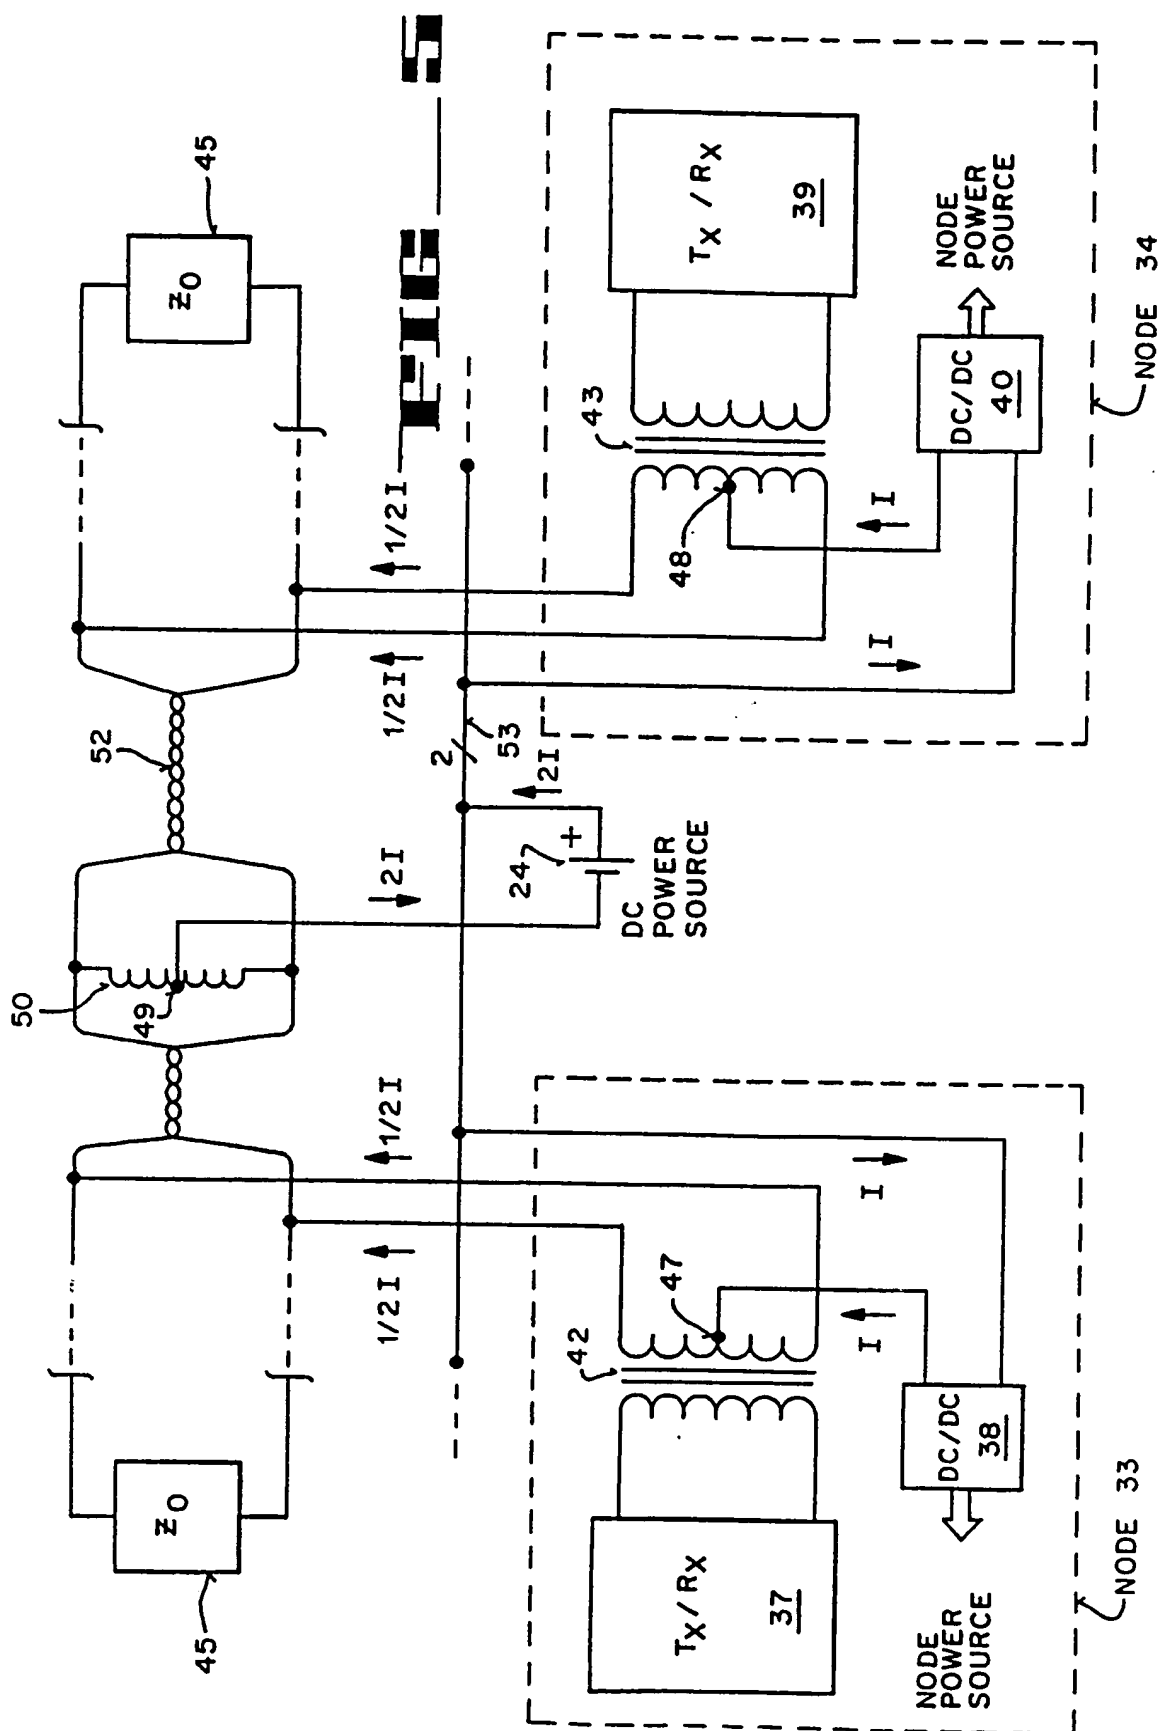 50
52
45
45
Z0
49
Z0
1/2I
1/2I
2I
1/2I
1/2I
FIG_5
2
53
2I
24
+
DC POWER
SOURCE
42
47
48
43
TX/RX
37
I
I
I
I
TX/RX
39
NODE
POWER
SOURCE
DC/DC
38
DC/DC
40
NODE
POWER
SOURCE
NODE 33
NODE 34